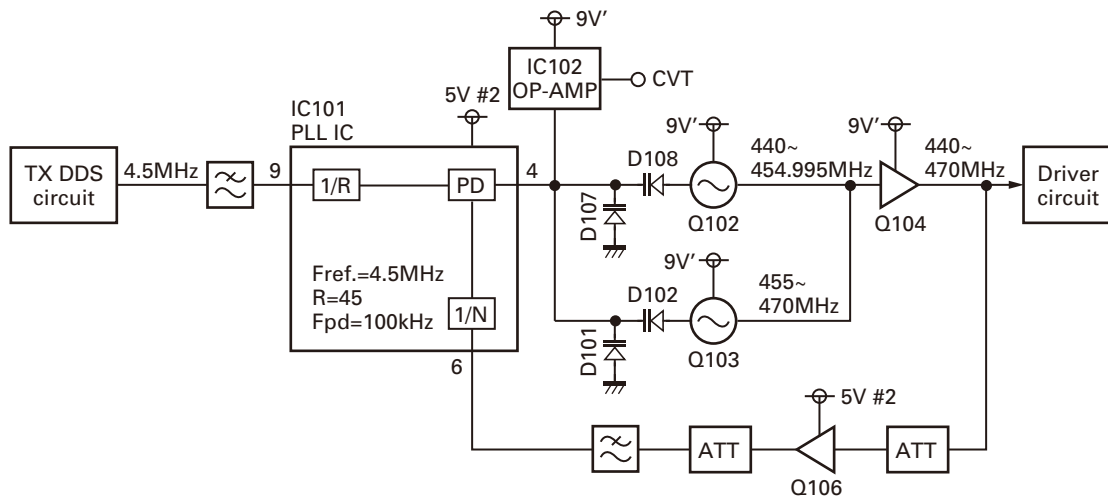 9V′
IC102
OP-AMP
CVT
5V #2
IC101
PLL IC
TX DDS
circuit
4.5MHz
9
1/R
PD
4
D108
9V′
440~
454.995MHz
Q102
D107
9V′
Q104
440~
470MHz
Driver
circuit
Fref.=4.5MHz
R=45
Fpd=100kHz
1/N
6
D102
9V′
455~
470MHz
Q103
D101
5V #2
ATT
Q106
ATT